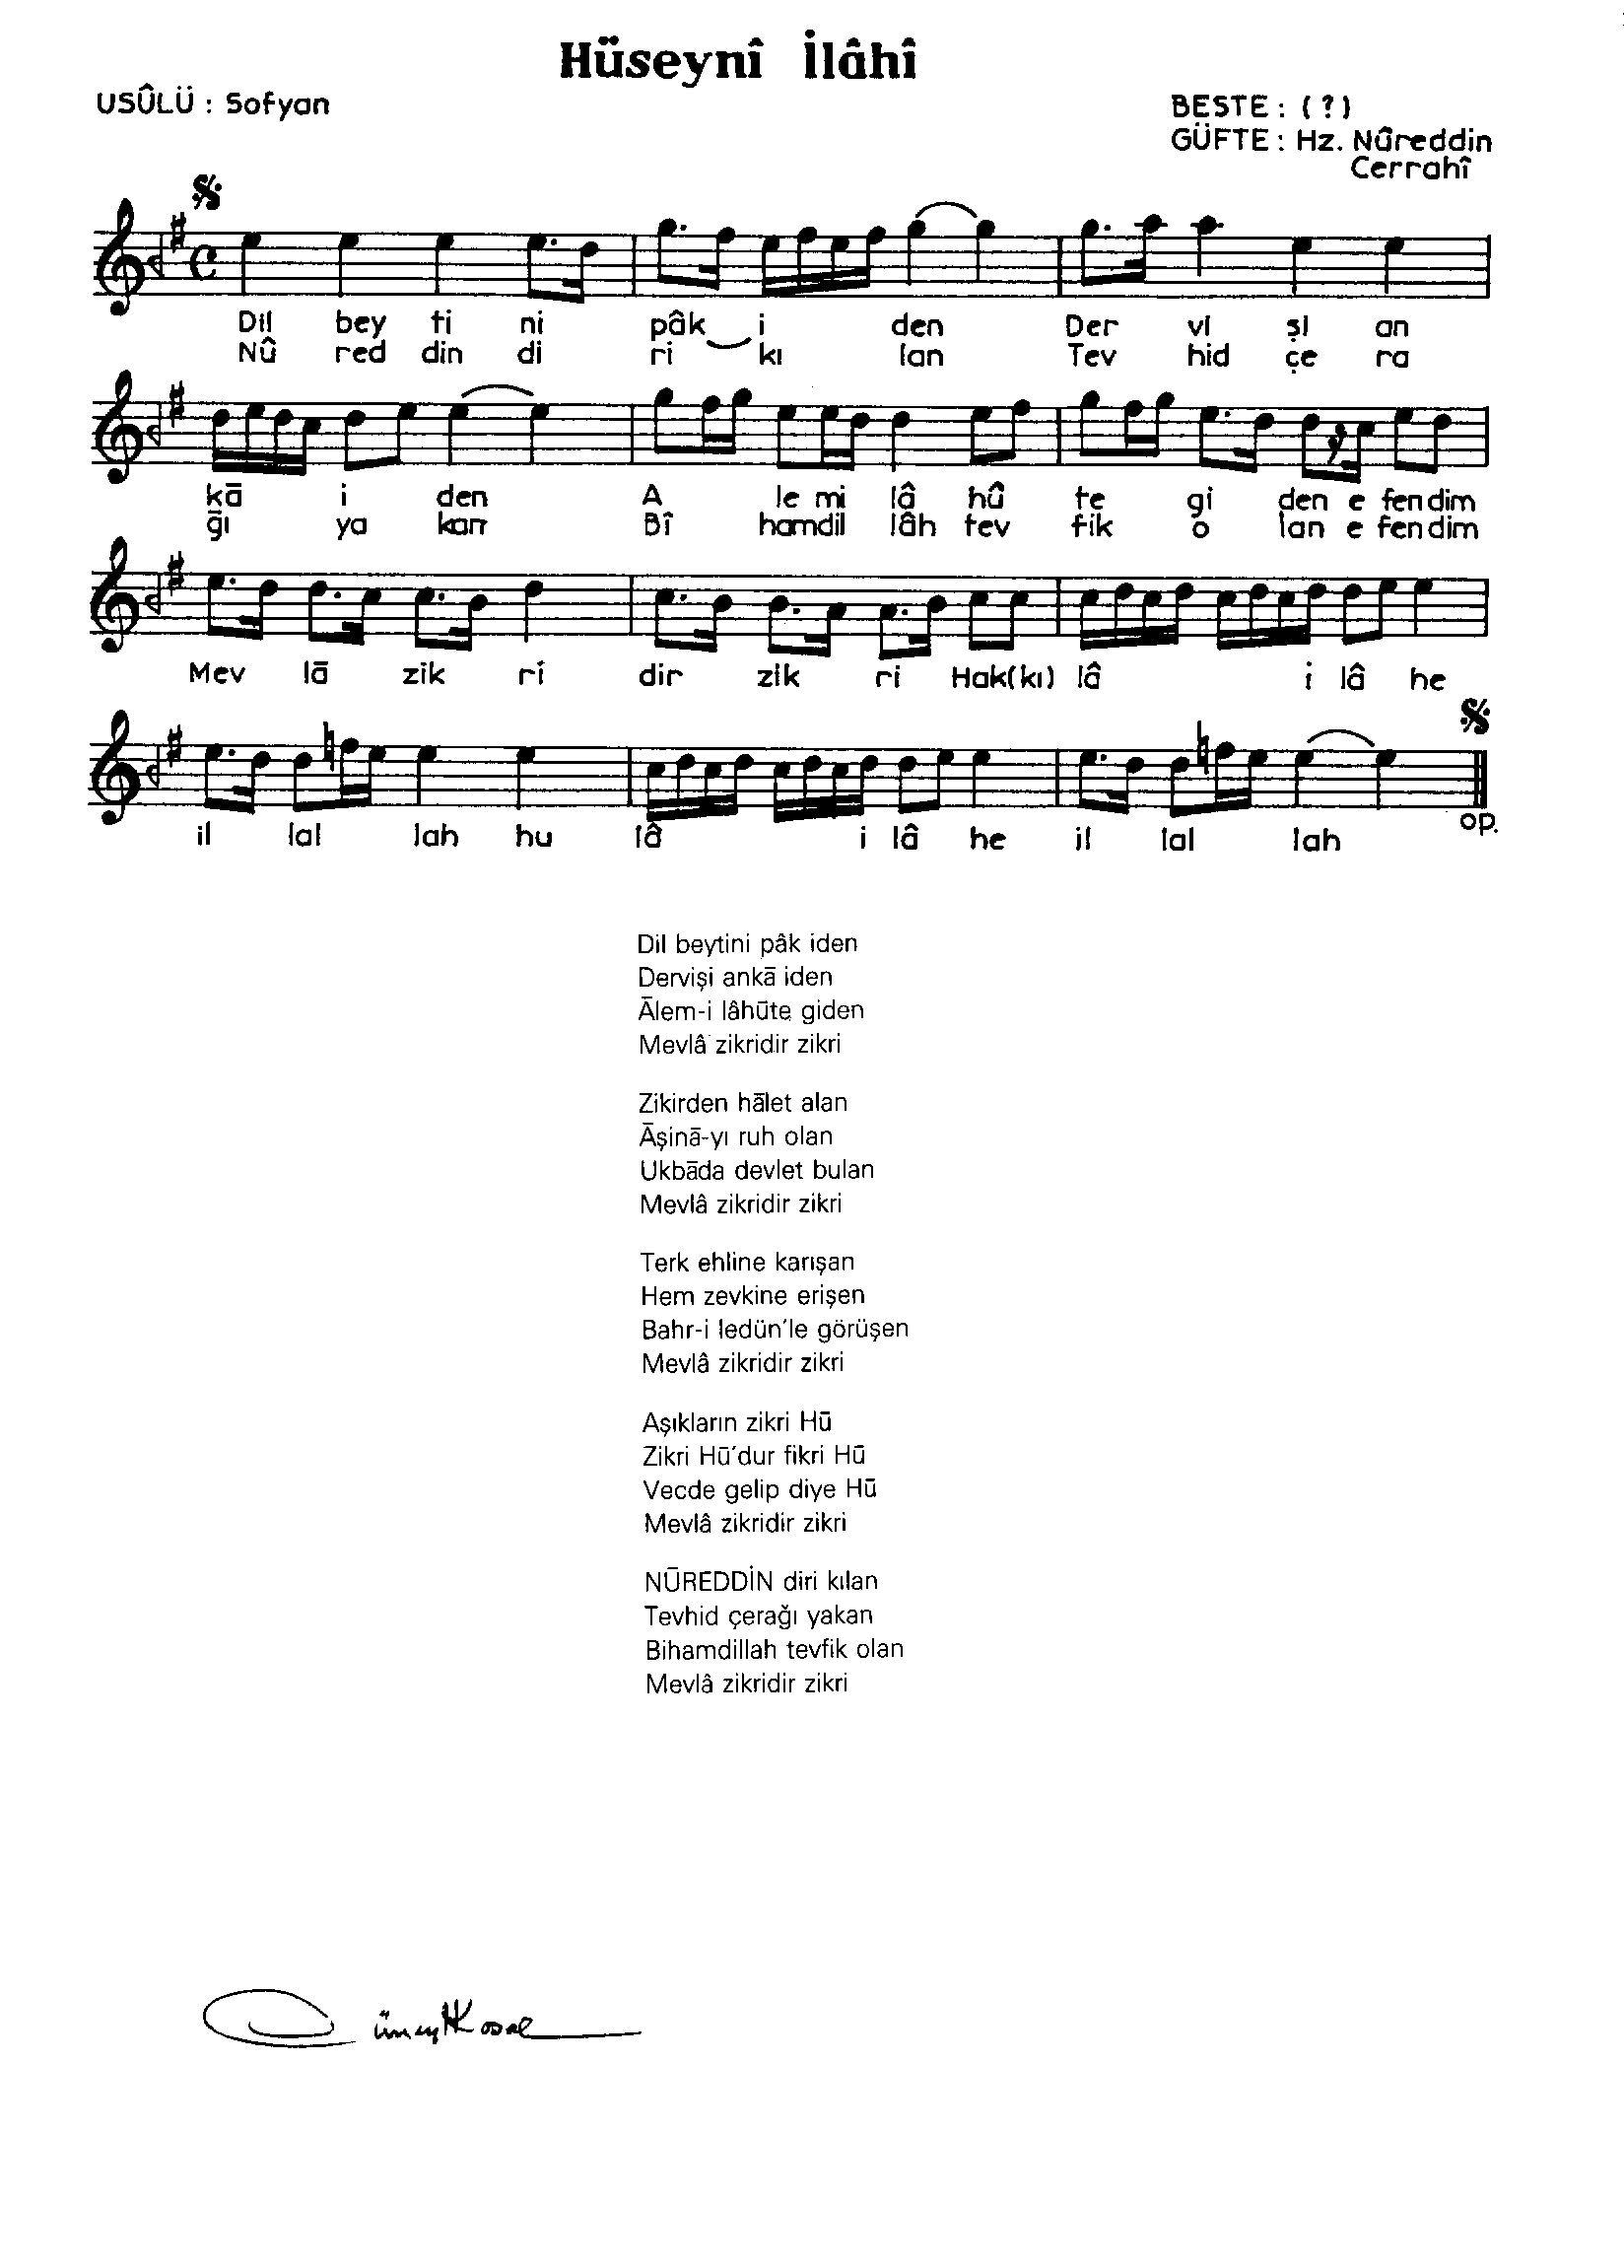 Hüseynî İlâhî
USÛLÜ : Sofyan
BESTE : (?)
GÜFTE : Hz. Nûreddin
Cerrahî
Dil bey ti ni pâk i den Der vi şi an
Nû red din di ri kı lan Tev hid çe ra
kā i den A le mi lâ hû te gi den e fendim
ğı ya kan Bî hamdil lâh tev fik o lan e fendim
Mev lā zik ri dir zik ri Hak(kı) lâ i lâ he
il lal lah hu lâ i lâ he il lal lah
op.
Dil beytini pâk iden
Dervişi ankā iden
Ālem-i lâhūte giden
Mevlâ zikridir zikri
Zikirden hālet alan
Āşinā-yı ruh olan
Ukbāda devlet bulan
Mevlâ zikridir zikri
Terk ehline karışan
Hem zevkine erişen
Bahr-i ledün'le görüşen
Mevlâ zikridir zikri
Aşıkların zikri Hū
Zikri Hū'dur fikri Hū
Vecde gelip diye Hū
Mevlâ zikridir zikri
NŪREDDİN diri kılan
Tevhid çerağı yakan
Bihamdillah tevfik olan
Mevlâ zikridir zikri
Cüneyt Kosal